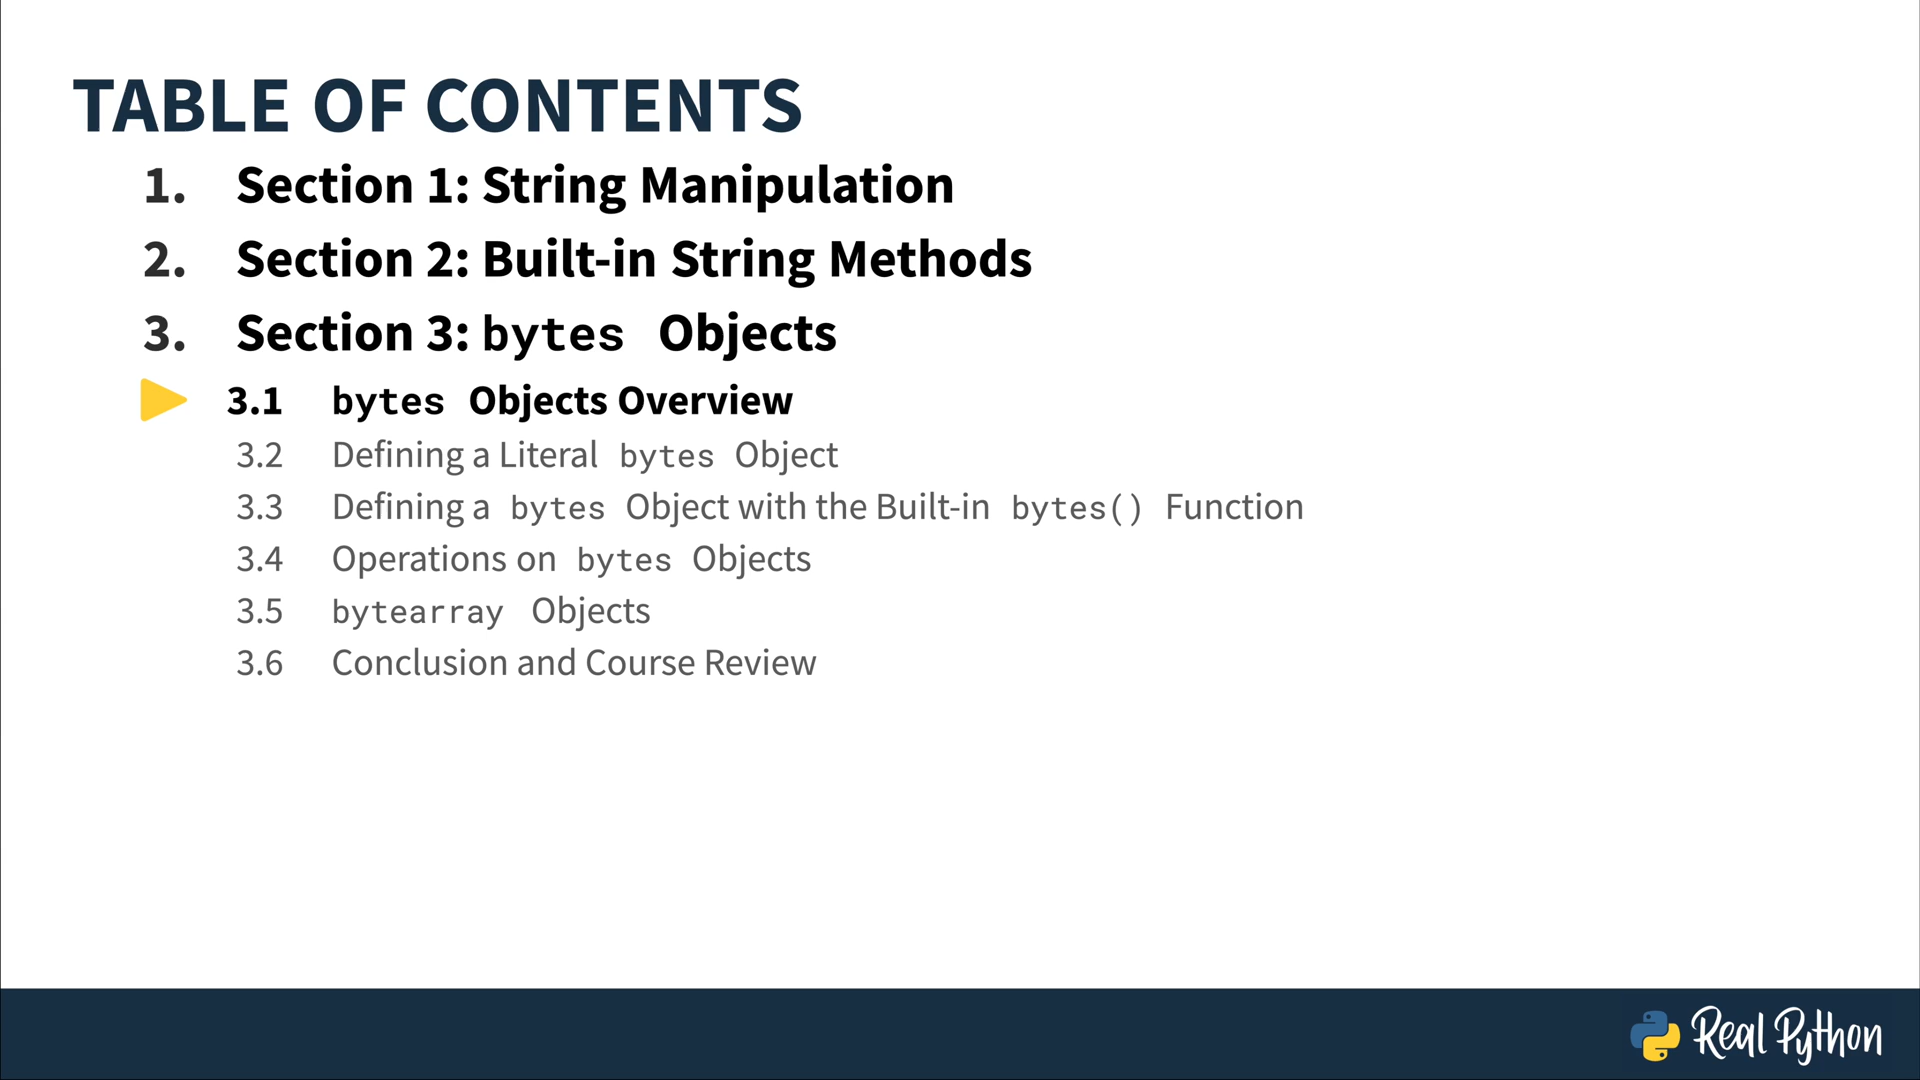 TABLE OF CONTENTS
1. Section 1: String Manipulation
2. Section 2: Built-in String Methods
3. Section 3: bytes Objects
3.1 bytes Objects Overview
3.2 Defining a Literal bytes Object
3.3 Defining a bytes Object with the Built-in bytes() Function
3.4 Operations on bytes Objects
3.5 bytearray Objects
3.6 Conclusion and Course Review
Real Python